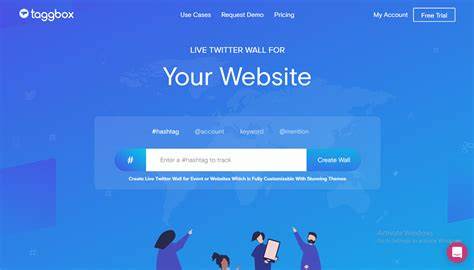 taggbox
Use Cases Request Demo Pricing
My Account Free Trial
LIVE TWITTER WALL FOR
Your Website
#hashtag @account keyword @mention
# Enter a #hashtag to track Create Wall
Create Live Twitter Wall for Event or Websites Which is Fully Customizable With Stunning Themes
Activate Windows
Go to Settings to activate Windows.